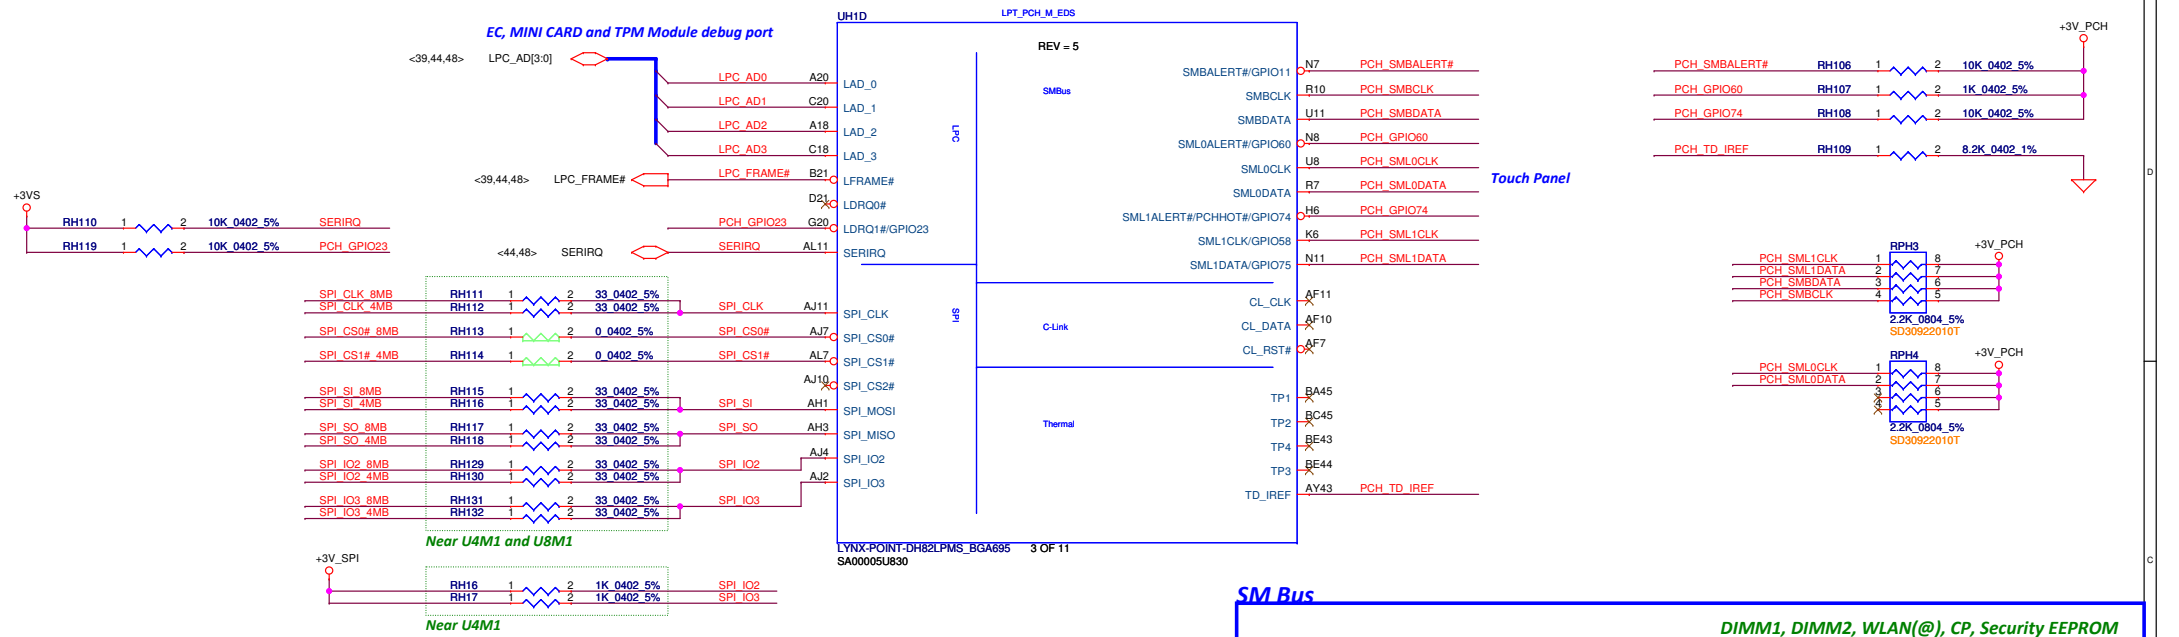 EC, MINI CARD and TPM Module debug port
<39,44,48> LPC_AD[3:0]
LPC_AD0 A20
LPC_AD1 C20
LPC_AD2 A18
LPC_AD3 C18
<39,44,48> LPC_FRAME# LPC_FRAME# B21
D21
PCH_GPIO23 G20
<44,48> SERIRQ SERIRQ AL11
+3VS
RH110 1 2 10K_0402_5% SERIRQ
RH119 1 2 10K_0402_5% PCH_GPIO23
SPI_CLK_8MB RH111 1 2 33_0402_5%
SPI_CLK_4MB RH112 1 2 33_0402_5% SPI_CLK AJ11
SPI_CS0#_8MB RH113 1 2 0_0402_5% SPI_CS0# AJ7
SPI_CS1#_4MB RH114 1 2 0_0402_5% SPI_CS1# AL7
AJ10
SPI_SI_8MB RH115 1 2 33_0402_5%
SPI_SI_4MB RH116 1 2 33_0402_5% SPI_SI AH1
SPI_SO_8MB RH117 1 2 33_0402_5% SPI_SO AH3
SPI_SO_4MB RH118 1 2 33_0402_5%
AJ4
SPI_IO2_8MB RH129 1 2 33_0402_5% SPI_IO2
SPI_IO2_4MB RH130 1 2 33_0402_5% AJ2
SPI_IO3_8MB RH131 1 2 33_0402_5% SPI_IO3
SPI_IO3_4MB RH132 1 2 33_0402_5%
Near U4M1 and U8M1
+3V_SPI
RH16 1 2 1K_0402_5% SPI_IO2
RH17 1 2 1K_0402_5% SPI_IO3
Near U4M1
UH1D
LPT_PCH_M_EDS
REV = 5
LAD_0
LAD_1
LAD_2
LAD_3
LFRAME#
LDRQ0#
LDRQ1#/GPIO23
SERIRQ
SPI_CLK
SPI_CS0#
SPI_CS1#
SPI_CS2#
SPI_MOSI
SPI_MISO
SPI_IO2
SPI_IO3
LPC
SPI
SMBus
C-Link
Thermal
SMBALERT#/GPIO11 N7 PCH_SMBALERT#
SMBCLK R10 PCH_SMBCLK
SMBDATA U11 PCH_SMBDATA
SML0ALERT#/GPIO60 N8 PCH_GPIO60
SML0CLK U8 PCH_SML0CLK
SML0DATA R7 PCH_SML0DATA
SML1ALERT#/PCHHOT#/GPIO74 H6 PCH_GPIO74
SML1CLK/GPIO58 K6 PCH_SML1CLK
SML1DATA/GPIO75 N11 PCH_SML1DATA
CL_CLK AF11
CL_DATA AF10
CL_RST# AF7
TP1 BA45
TP2 BC45
TP4 BE43
TP3 BE44
TD_IREF AY43 PCH_TD_IREF
LYNX-POINT-DH82LPMS_BGA695 3 OF 11
SA00005U830
Touch Panel
+3V_PCH
PCH_SMBALERT# RH106 1 2 10K_0402_5%
PCH_GPIO60 RH107 1 2 1K_0402_5%
PCH_GPIO74 RH108 1 2 10K_0402_5%
PCH_TD_IREF RH109 1 2 8.2K_0402_1%
D
RPH3 +3V_PCH
PCH_SML1CLK 1 8
PCH_SML1DATA 2 7
PCH_SMBDATA 3 6
PCH_SMBCLK 4 5
2.2K_0804_5%
SD30922010T
RPH4 +3V_PCH
PCH_SML0CLK 1 8
PCH_SML0DATA 2 7
3 6
4 5
2.2K_0804_5%
SD30922010T
C
SM Bus
DIMM1, DIMM2, WLAN(@), CP, Security EEPROM